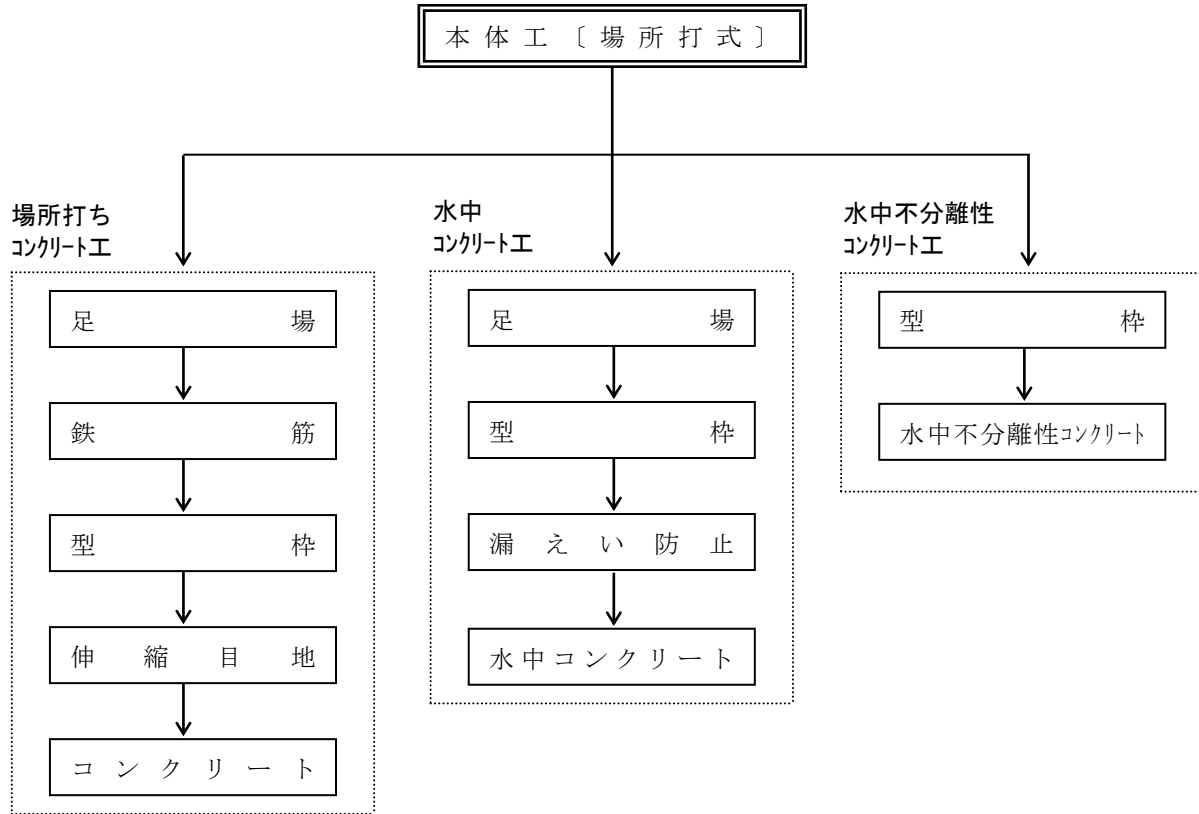 本体工〔場所打式〕
場所打ち
ｺﾝｸﾘｰﾄ工
足場
鉄筋
型枠
伸縮目地
コンクリート
水中
ｺﾝｸﾘｰﾄ工
足場
型枠
漏えい防止
水中コンクリート
水中不分離性
ｺﾝｸﾘｰﾄ工
型枠
水中不分離性ｺﾝｸﾘｰﾄ